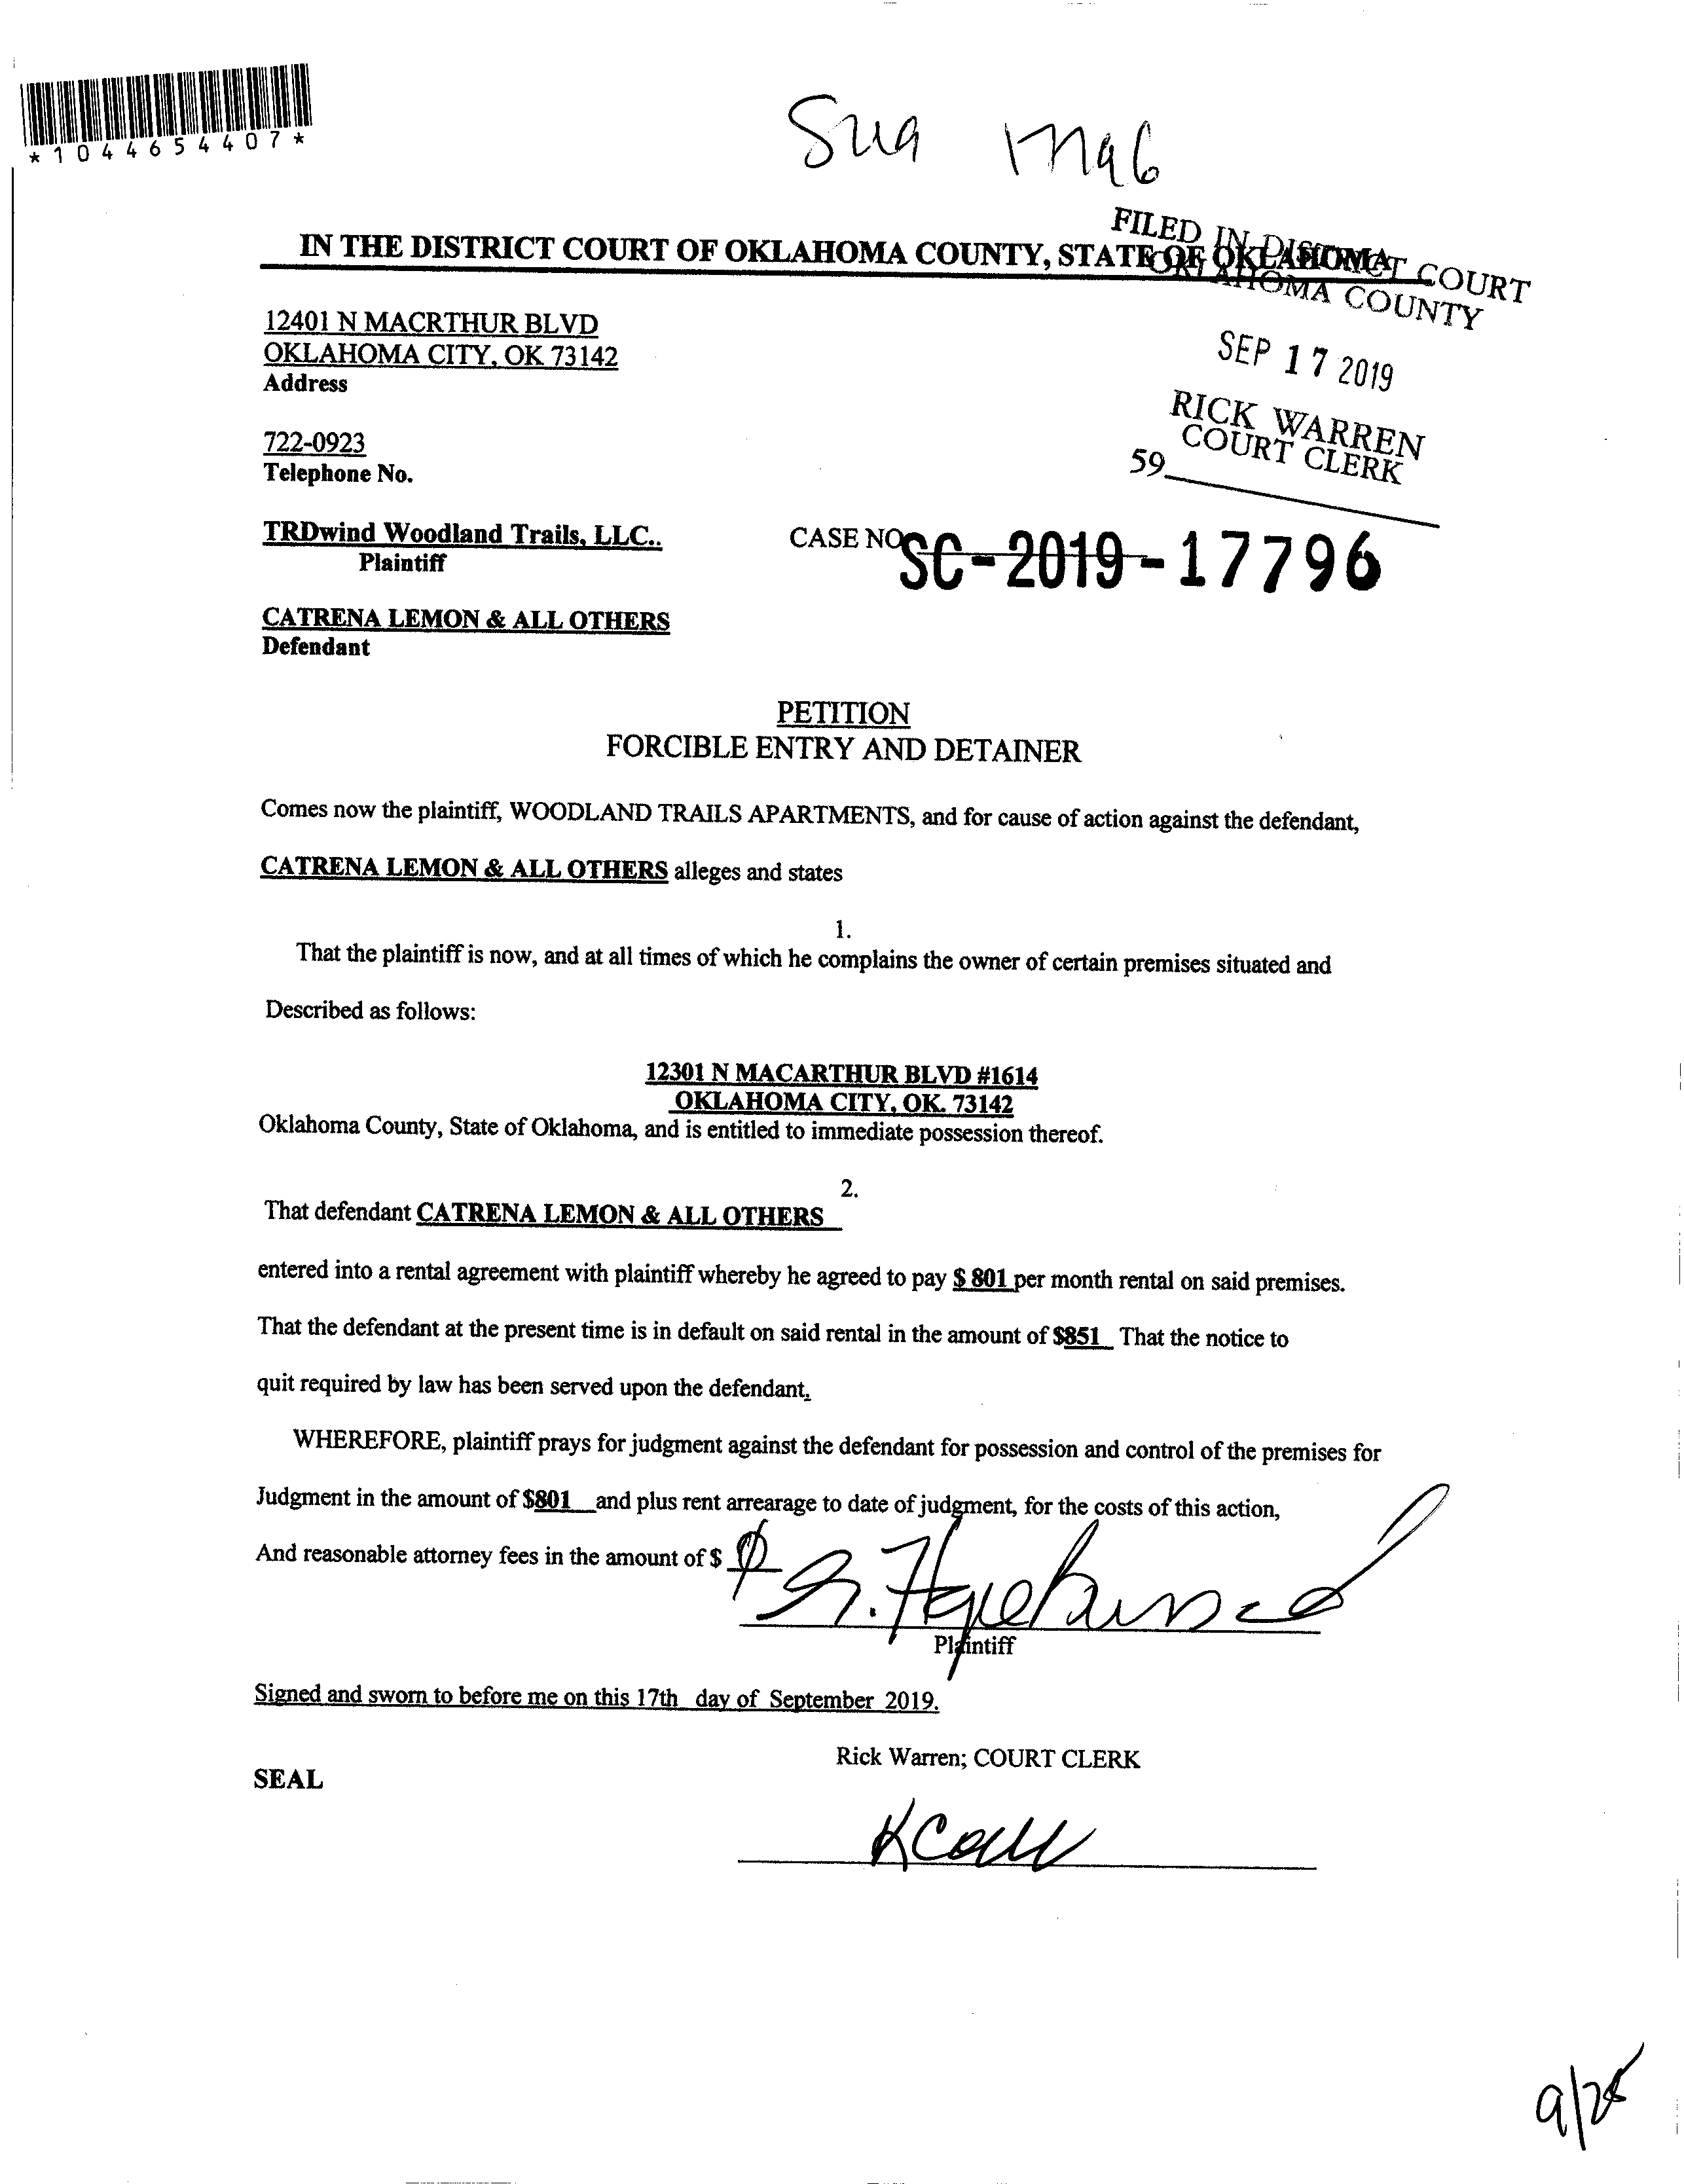 *1044654407*
IN THE DISTRICT COURT OF OKLAHOMA COUNTY, STATE OF OKLAHOMA
FILED IN DISTRICT COURT
OKLAHOMA COUNTY
SEP 17 2019
RICK WARREN
COURT CLERK
59
12401 N MACRTHUR BLVD
OKLAHOMA CITY, OK 73142
Address
722-0923
Telephone No.
TRDwind Woodland Trails, LLC..
Plaintiff
CASE NO SC-2019-17796
CATRENA LEMON & ALL OTHERS
Defendant
PETITION
FORCIBLE ENTRY AND DETAINER
Comes now the plaintiff, WOODLAND TRAILS APARTMENTS, and for cause of action against the defendant,
CATRENA LEMON & ALL OTHERS alleges and states
1.
That the plaintiff is now, and at all times of which he complains the owner of certain premises situated and
Described as follows:
12301 N MACARTHUR BLVD #1614
OKLAHOMA CITY, OK. 73142
Oklahoma County, State of Oklahoma, and is entitled to immediate possession thereof.
2.
That defendant CATRENA LEMON & ALL OTHERS
entered into a rental agreement with plaintiff whereby he agreed to pay $ 801 per month rental on said premises.
That the defendant at the present time is in default on said rental in the amount of $851 That the notice to
quit required by law has been served upon the defendant.
WHEREFORE, plaintiff prays for judgment against the defendant for possession and control of the premises for
Judgment in the amount of $801 and plus rent arrearage to date of judgment, for the costs of this action,
And reasonable attorney fees in the amount of $
Plaintiff
Signed and sworn to before me on this 17th day of September 2019.
Rick Warren; COURT CLERK
SEAL